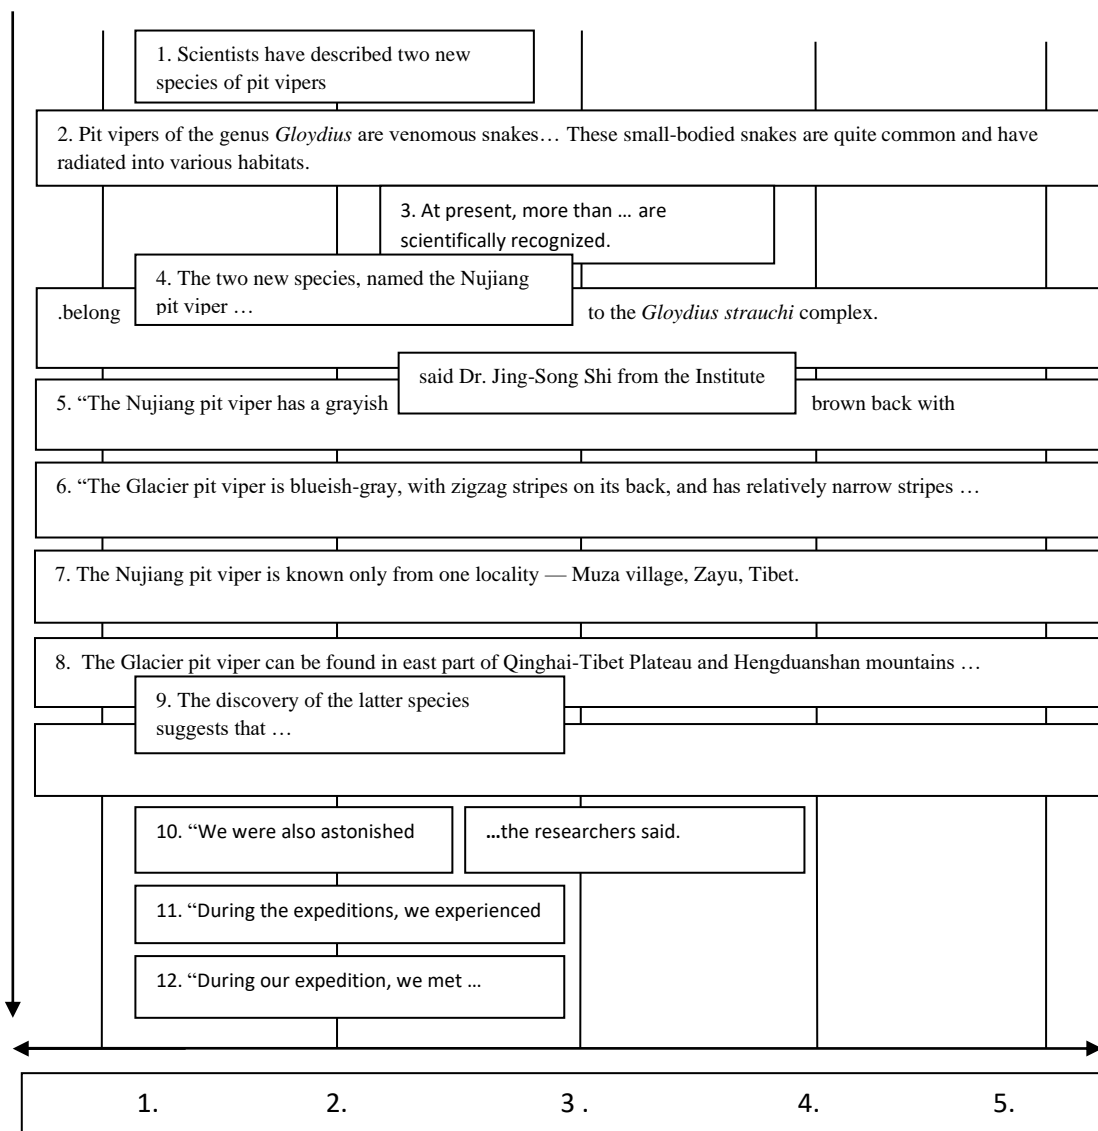 1. Scientists have described two new
species of pit vipers
2. Pit vipers of the genus Gloydius are venomous snakes… These small-bodied snakes are quite common and have
radiated into various habitats.
3. At present, more than … are
scientifically recognized.
4. The two new species, named the Nujiang
pit viper …
.belong
to the Gloydius strauchi complex.
said Dr. Jing-Song Shi from the Institute
5. “The Nujiang pit viper has a grayish
brown back with
6. “The Glacier pit viper is blueish-gray, with zigzag stripes on its back, and has relatively narrow stripes …
7. The Nujiang pit viper is known only from one locality — Muza village, Zayu, Tibet.
8. The Glacier pit viper can be found in east part of Qinghai-Tibet Plateau and Hengduanshan mountains …
9. The discovery of the latter species
suggests that …
10. “We were also astonished
…the researchers said.
11. “During the expeditions, we experienced
12. “During our expedition, we met …
1. 2. 3 . 4. 5.